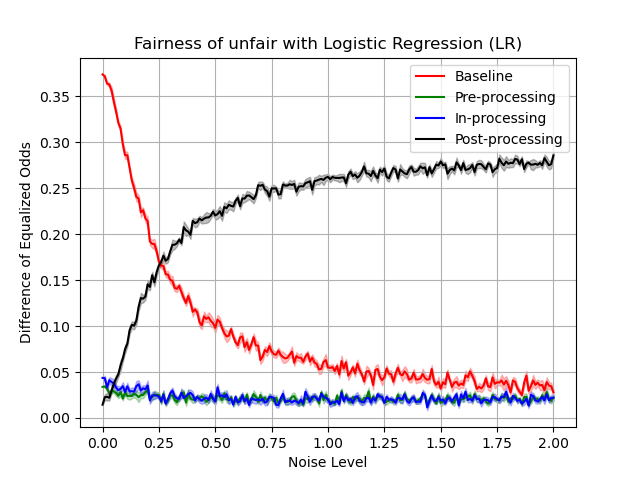 Fairness of unfair with Logistic Regression (LR)
Baseline
Pre-processing
In-processing
Post-processing
Difference of Equalized Odds
0.35
0.30
0.25
0.20
0.15
0.10
0.05
0.00
0.00 0.25 0.50 0.75 1.00 1.25 1.50 1.75 2.00
Noise Level